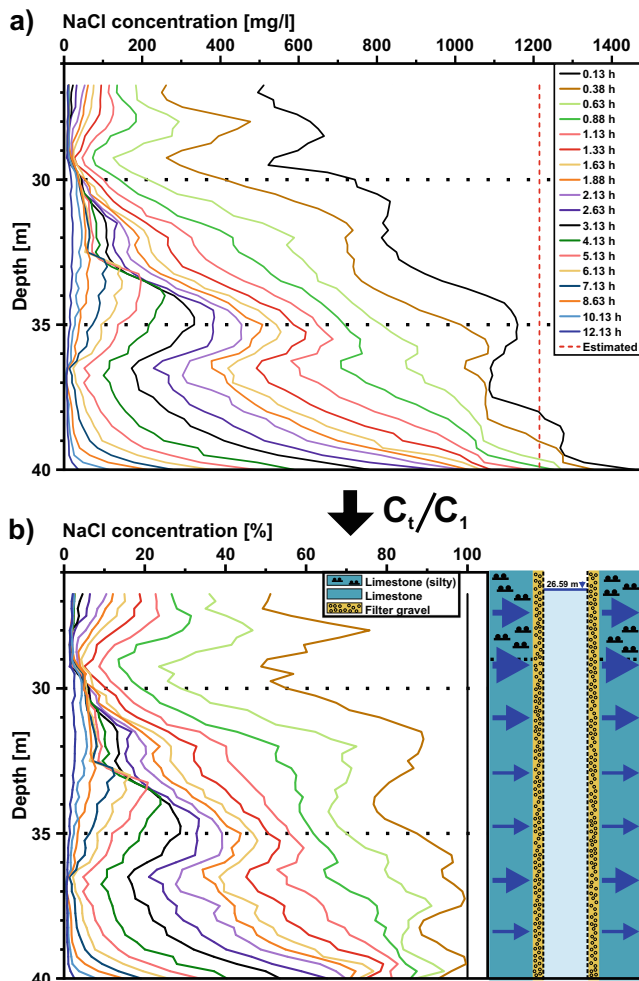 a)
NaCl concentration [mg/l]
0 200 400 600 800 1000 1200 1400
Depth [m]
30
35
40
0.13 h
0.38 h
0.63 h
0.88 h
1.13 h
1.33 h
1.63 h
1.88 h
2.13 h
2.63 h
3.13 h
4.13 h
5.13 h
6.13 h
7.13 h
8.63 h
10.13 h
12.13 h
Estimated
Ct/C1
b)
NaCl concentration [%]
0 20 40 60 80 100
Depth [m]
30
35
40
Limestone (silty)
Limestone
Filter gravel
26.59 m